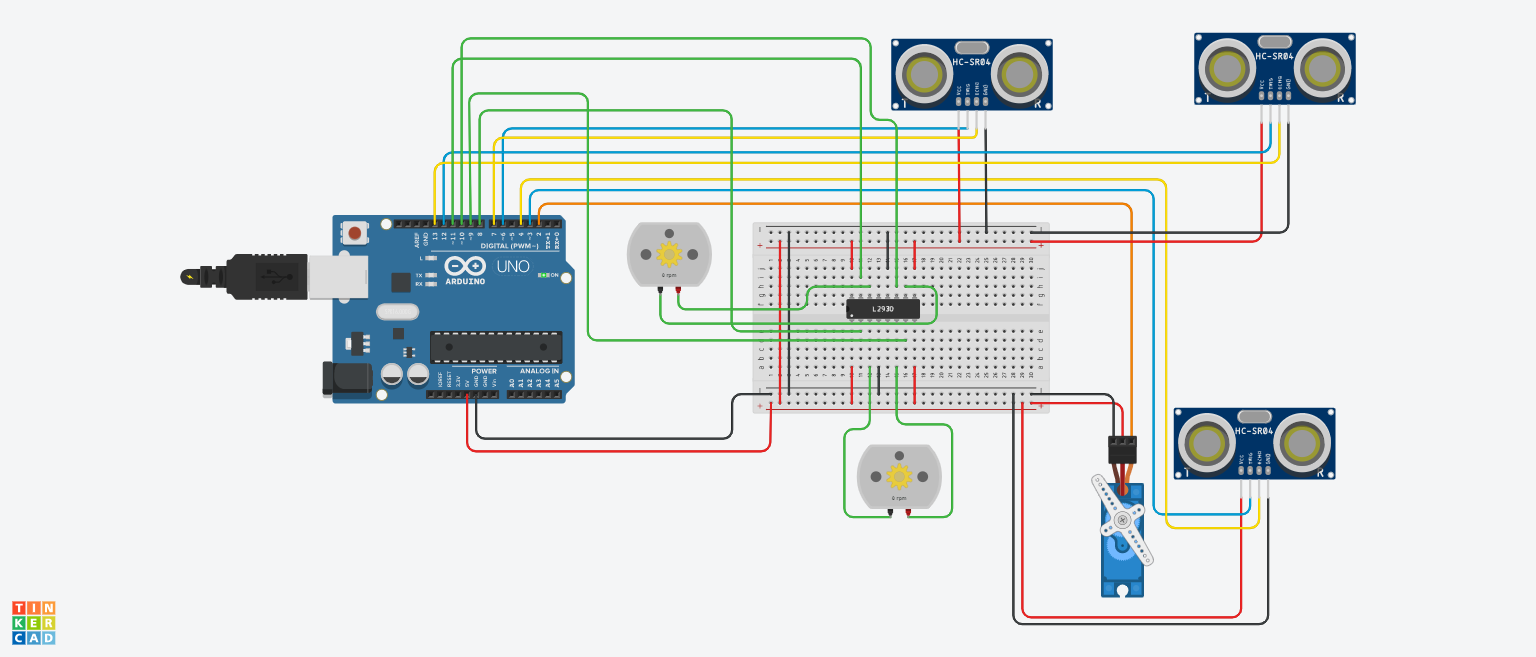 HC-SR04
VCC
TRIG
ECHO
GND
T
R
HC-SR04
VCC
TRIG
ECHO
GND
T
R
AREF
GND
13
12
~11
~10
~9
8
7
~6
~5
4
~3
2
TX→1
RX←0
DIGITAL (PWM~)
L
TX
RX
ARDUINO
UNO
ON
0 rpm
L293D
IOREF
RESET
3.3V
5V
GND
GND
Vin
POWER
ANALOG IN
A0
A1
A2
A3
A4
A5
HC-SR04
VCC
TRIG
ECHO
GND
T
R
0 rpm
TIN
KER
CAD